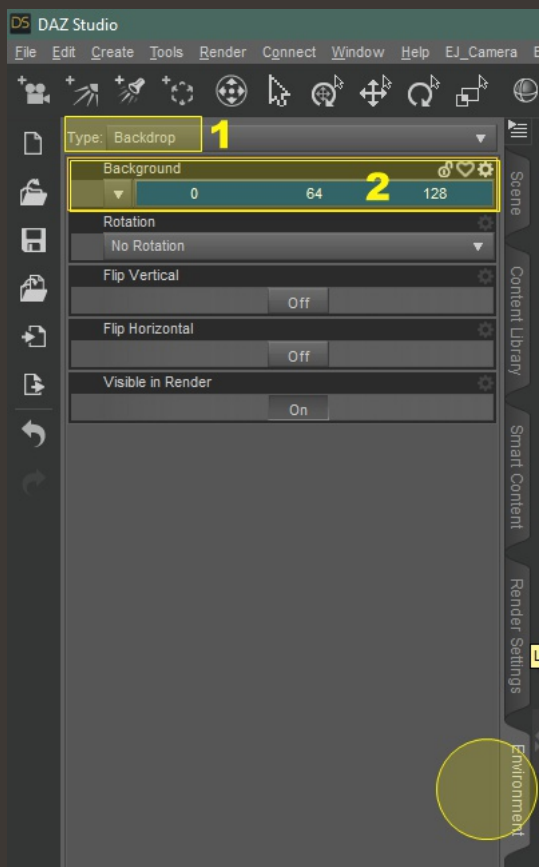 DS DAZ Studio
File Edit Create Tools Render Connect Window Help EJ_Camera
Type: Backdrop 1
Background
0 64 2 128
Rotation
No Rotation
Flip Vertical
Off
Flip Horizontal
Off
Visible in Render
On
Scene
Content Library
Smart Content
Render Settings
Environment